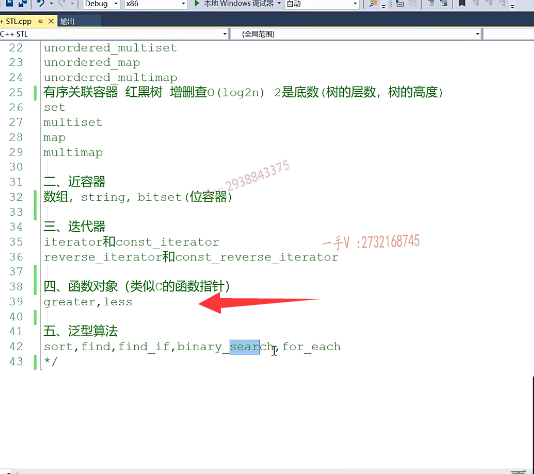 Debug
x86
本地 Windows 调试器
自动
STL.cpp
输出
C++ STL
(全局范围)
22 unordered_multiset
23 unordered_map
24 unordered_multimap
25 有序关联容器 红黑树 增删查O(log2n) 2是底数(树的层数，树的高度)
26 set
27 multiset
28 map
29 multimap
30
31 二、近容器
32 数组，string，bitset(位容器)
33
34 三、迭代器
35 iterator和const_iterator
36 reverse_iterator和const_reverse_iterator
37
38 四、函数对象（类似C的函数指针）
39 greater,less
40
41 五、泛型算法
42 sort,find,find_if,binary_search,for_each
43 */
2938843375
一手V :2732168745